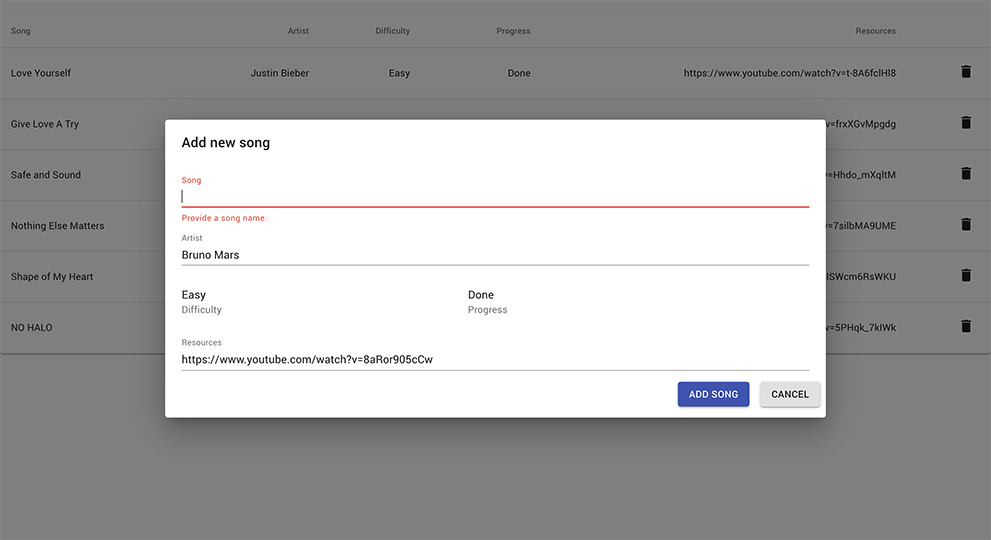 Song Artist Difficulty Progress Resources
Love Yourself Justin Bieber Easy Done https://www.youtube.com/watch?v=t-8A6fclHl8
Give Love A Try v=frxXGvMpgdg
Safe and Sound v=Hhdo_mXqItM
Nothing Else Matters v=7silbMA9UME
Shape of My Heart ISWcm6RsWKU
NO HALO v=5PHqk_7kIWk
Add new song
Song
Provide a song name.
Artist
Bruno Mars
Easy Done
Difficulty Progress
Resources
https://www.youtube.com/watch?v=8aRor905cCw
ADD SONG CANCEL